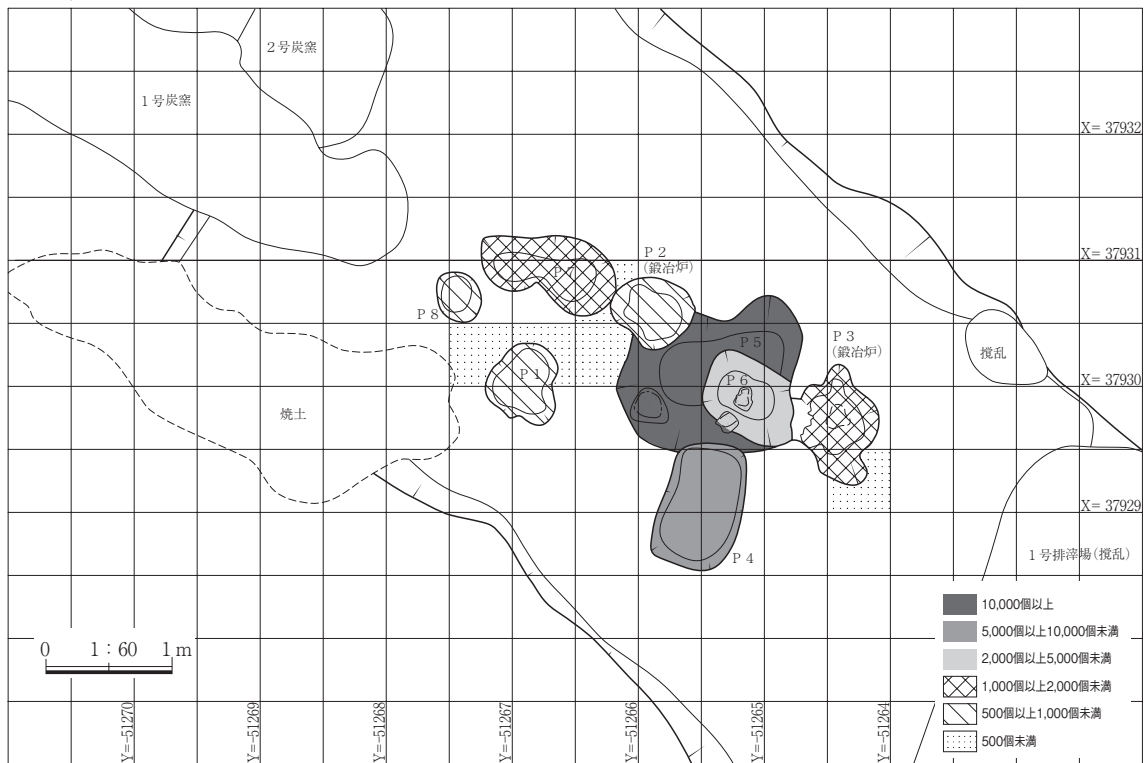 2号炭窯
1号炭窯
X= 37932
X= 37931
P 2
(鍛冶炉)
P 7
P 8
P 5
P 3
(鍛冶炉)
撹乱
P 1
P 6
X= 37930
焼土
X= 37929
P 4
1号排滓場(撹乱)
10,000個以上
5,000個以上10,000個未満
2,000個以上5,000個未満
1,000個以上2,000個未満
500個以上1,000個未満
500個未満
0 1：60 1m
Y=-51270
Y=-51269
Y=-51268
Y=-51267
Y=-51266
Y=-51265
Y=-51264